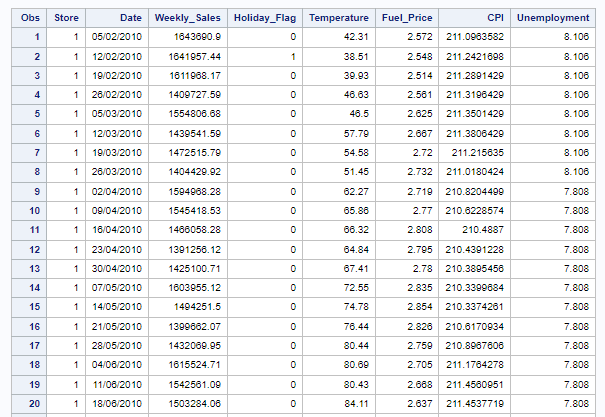 Obs Store Date Weekly_Sales Holiday_Flag Temperature Fuel_Price CPI Unemployment
1 1 05/02/2010 1643690.9 0 42.31 2.572 211.0963582 8.106
2 1 12/02/2010 1641957.44 1 38.51 2.548 211.2421698 8.106
3 1 19/02/2010 1611968.17 0 39.93 2.514 211.2891429 8.106
4 1 26/02/2010 1409727.59 0 46.63 2.561 211.3196429 8.106
5 1 05/03/2010 1554806.68 0 46.5 2.625 211.3501429 8.106
6 1 12/03/2010 1439541.59 0 57.79 2.667 211.3806429 8.106
7 1 19/03/2010 1472515.79 0 54.58 2.72 211.215635 8.106
8 1 26/03/2010 1404429.92 0 51.45 2.732 211.0180424 8.106
9 1 02/04/2010 1594968.28 0 62.27 2.719 210.8204499 7.808
10 1 09/04/2010 1545418.53 0 65.86 2.77 210.6228574 7.808
11 1 16/04/2010 1466058.28 0 66.32 2.808 210.4887 7.808
12 1 23/04/2010 1391256.12 0 64.84 2.795 210.4391228 7.808
13 1 30/04/2010 1425100.71 0 67.41 2.78 210.3895456 7.808
14 1 07/05/2010 1603955.12 0 72.55 2.835 210.3399684 7.808
15 1 14/05/2010 1494251.5 0 74.78 2.854 210.3374261 7.808
16 1 21/05/2010 1399662.07 0 76.44 2.826 210.6170934 7.808
17 1 28/05/2010 1432069.95 0 80.44 2.759 210.8967606 7.808
18 1 04/06/2010 1615524.71 0 80.69 2.705 211.1764278 7.808
19 1 11/06/2010 1542561.09 0 80.43 2.668 211.4560951 7.808
20 1 18/06/2010 1503284.06 0 84.11 2.637 211.4537719 7.808